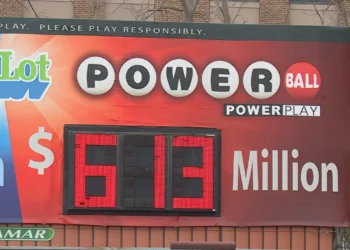 PLAY. PLEASE PLAY RESPONSIBLY.
Lot
POWER BALL
POWER PLAY
$ 613 Million
AMAR